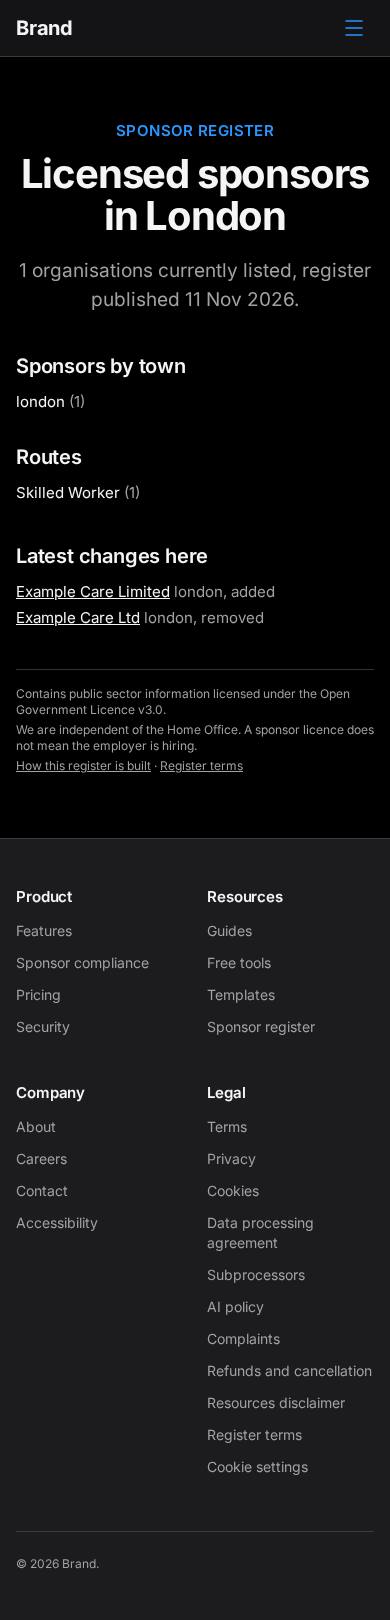 Brand
SPONSOR REGISTER
Licensed sponsors
in London
1 organisations currently listed, register
published 11 Nov 2026.
Sponsors by town
london (1)
Routes
Skilled Worker (1)
Latest changes here
Example Care Limited london, added
Example Care Ltd london, removed
Contains public sector information licensed under the Open
Government Licence v3.0.
We are independent of the Home Office. A sponsor licence does
not mean the employer is hiring.
How this register is built · Register terms
Product
Features
Sponsor compliance
Pricing
Security
Resources
Guides
Free tools
Templates
Sponsor register
Company
About
Careers
Contact
Accessibility
Legal
Terms
Privacy
Cookies
Data processing
agreement
Subprocessors
AI policy
Complaints
Refunds and cancellation
Resources disclaimer
Register terms
Cookie settings
© 2026 Brand.